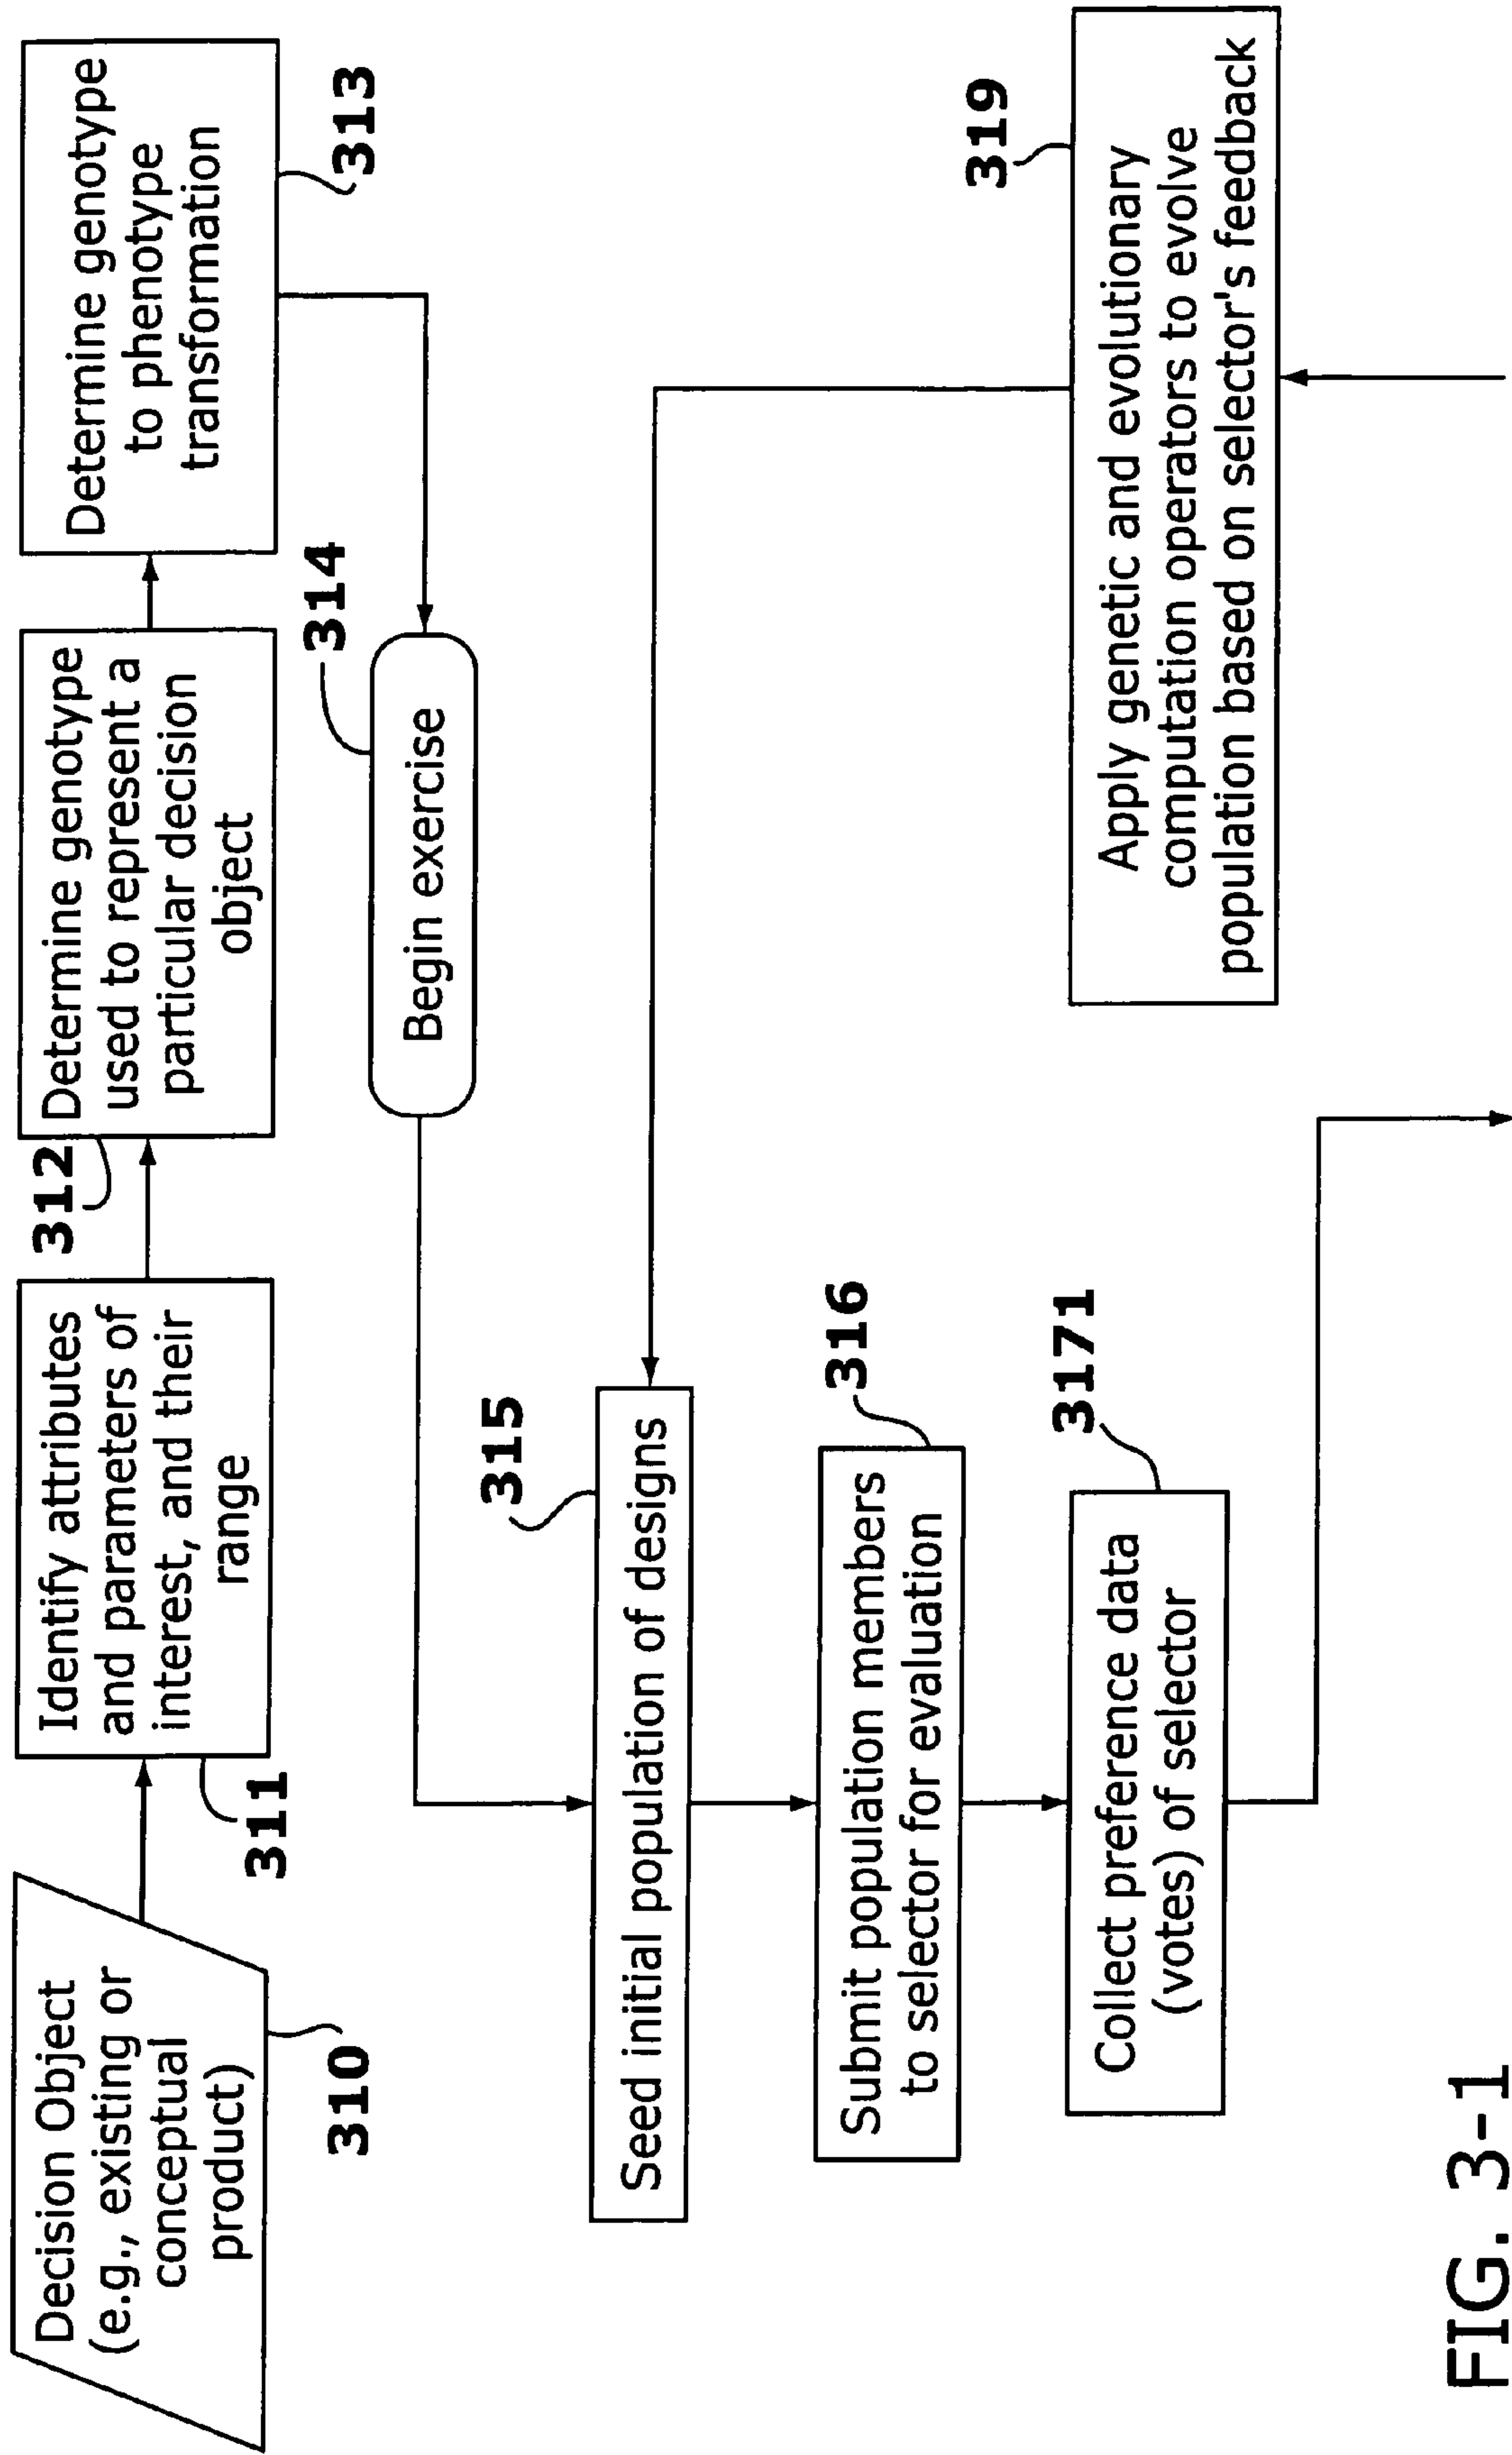 Decision Object
(e.g., existing or
conceptual
product)
310
Identify attributes
and parameters of
interest, and their
range
311
312
Determine genotype
used to represent a
particular decision
object
Determine genotype
to phenotype
transformation
313
314
Begin exercise
315
Seed initial population of designs
316
Submit population members
to selector for evaluation
3171
Collect preference data
(votes) of selector
319
Apply genetic and evolutionary
computation operators to evolve
population based on selector's feedback
FIG. 3-1